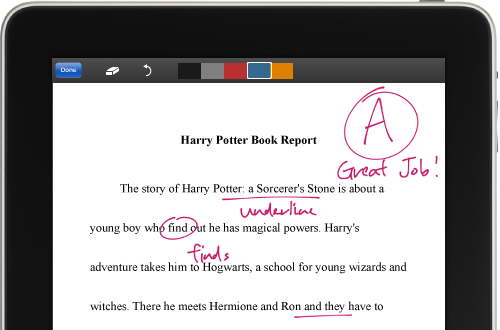 Done
A
Harry Potter Book Report
Great Job!
The story of Harry Potter: a Sorcerer's Stone is about a
underline
young boy who find out he has magical powers. Harry's
finds
adventure takes him to Hogwarts, a school for young wizards and
witches. There he meets Hermione and Ron and they have to